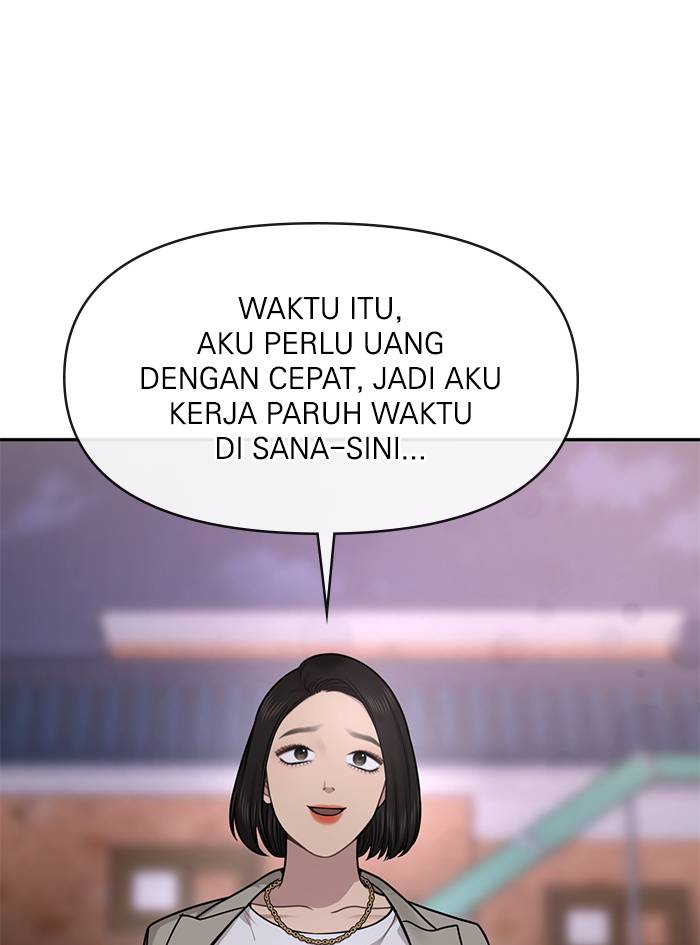 WAKTU ITU,
AKU PERLU UANG
DENGAN CEPAT, JADI AKU
KERJA PARUH WAKTU
DI SANA-SINI...